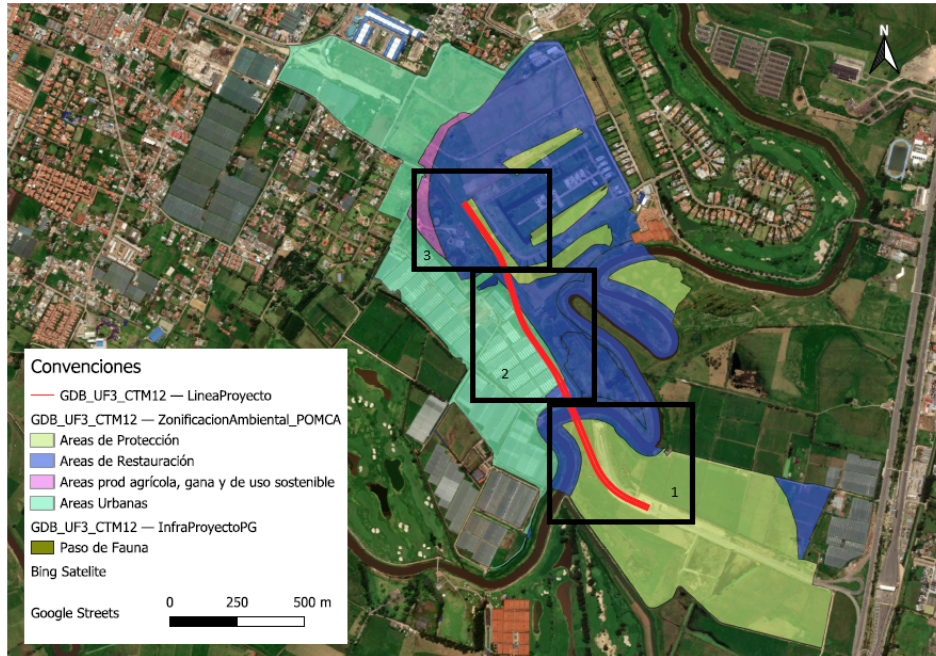 N
3
2
1
Convenciones
GDB_UF3_CTM12 — LineaProyecto
GDB_UF3_CTM12 — ZonificacionAmbiental_POMCA
Areas de Protección
Areas de Restauración
Areas prod agrícola, gana y de uso sostenible
Areas Urbanas
GDB_UF3_CTM12 — InfraProyectoPG
Paso de Fauna
Bing Satelite
Google Streets
0 250 500 m